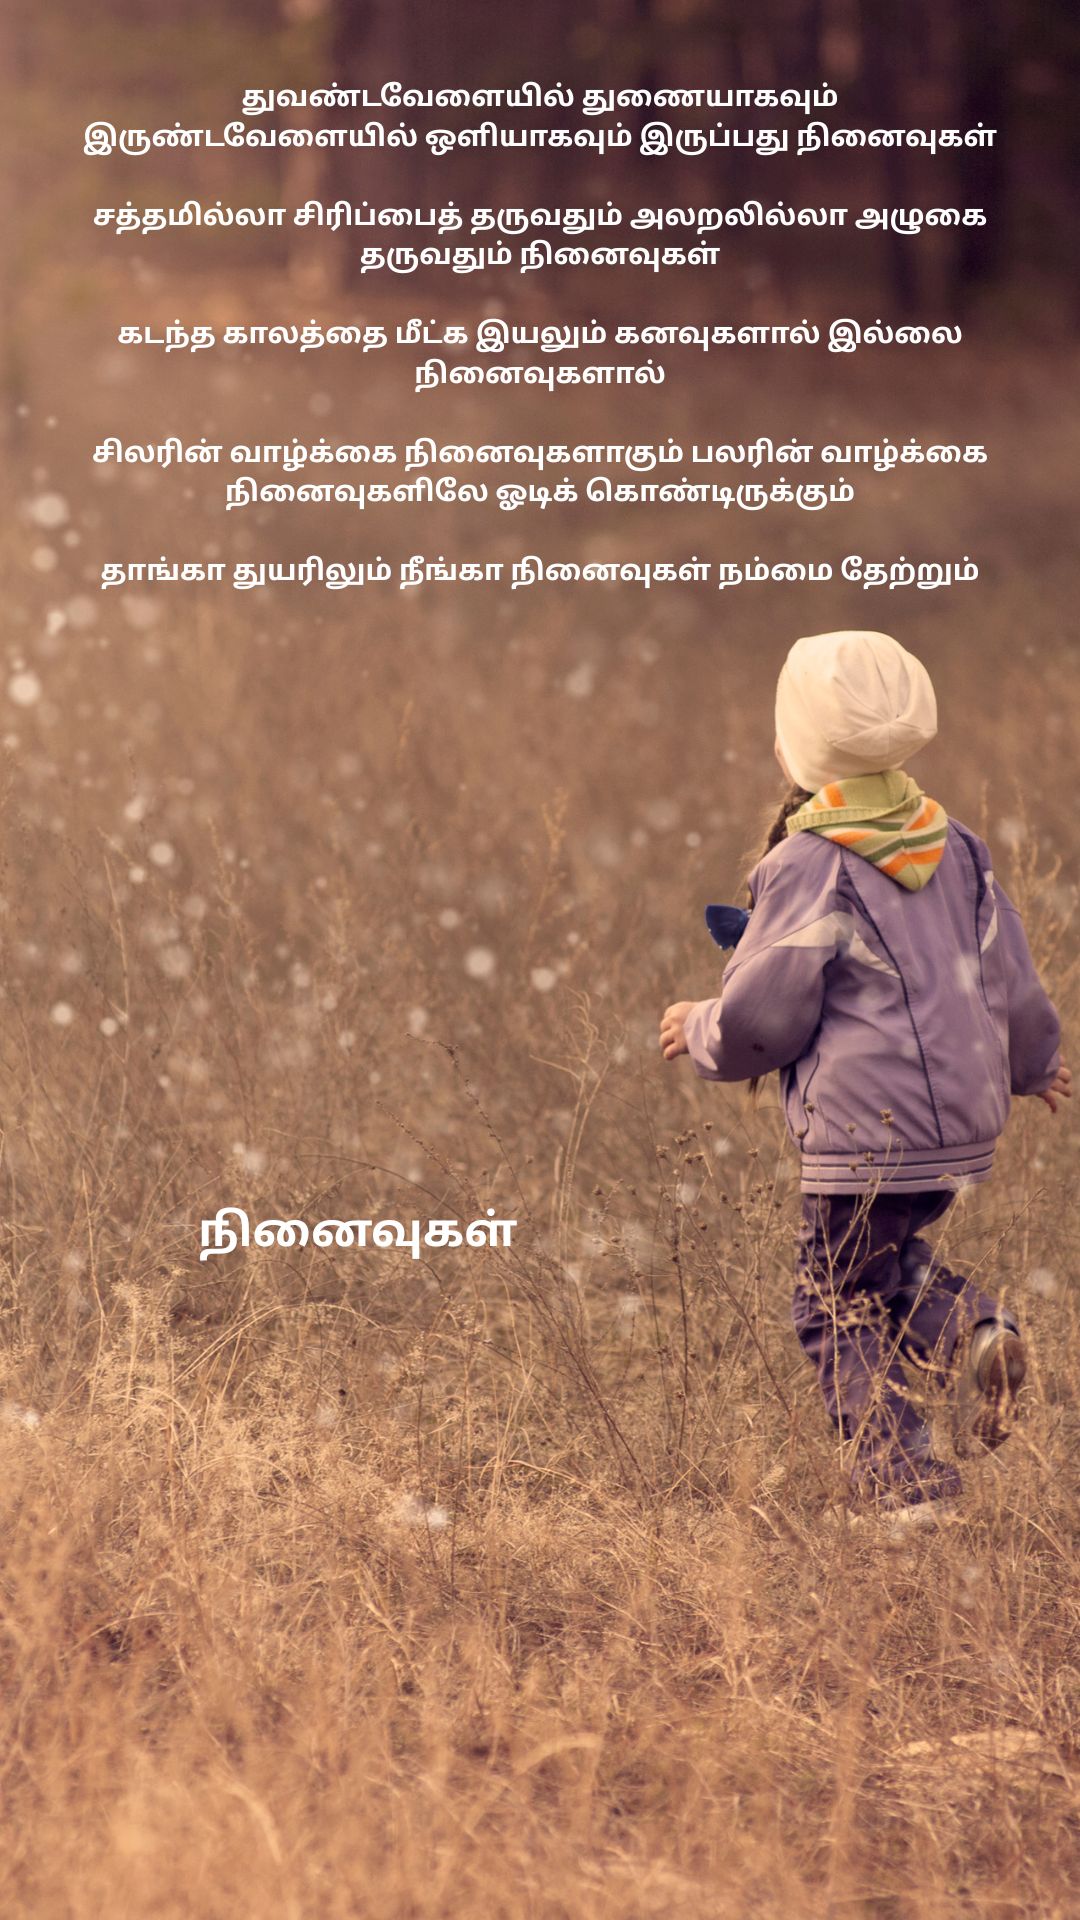 துவண்டவேளையில் துணையாகவும்
இருண்டவேளையில் ஒளியாகவும் இருப்பது நினைவுகள்
சத்தமில்லா சிரிப்பைத் தருவதும் அலறலில்லா அழுகை
தருவதும் நினைவுகள்
கடந்த காலத்தை மீட்க இயலும் கனவுகளால் இல்லை
நினைவுகளால்
சிலரின் வாழ்க்கை நினைவுகளாகும் பலரின் வாழ்க்கை
நினைவுகளிலே ஓடிக் கொண்டிருக்கும்
தாங்கா துயரிலும் நீங்கா நினைவுகள் நம்மை தேற்றும்
நினைவுகள்